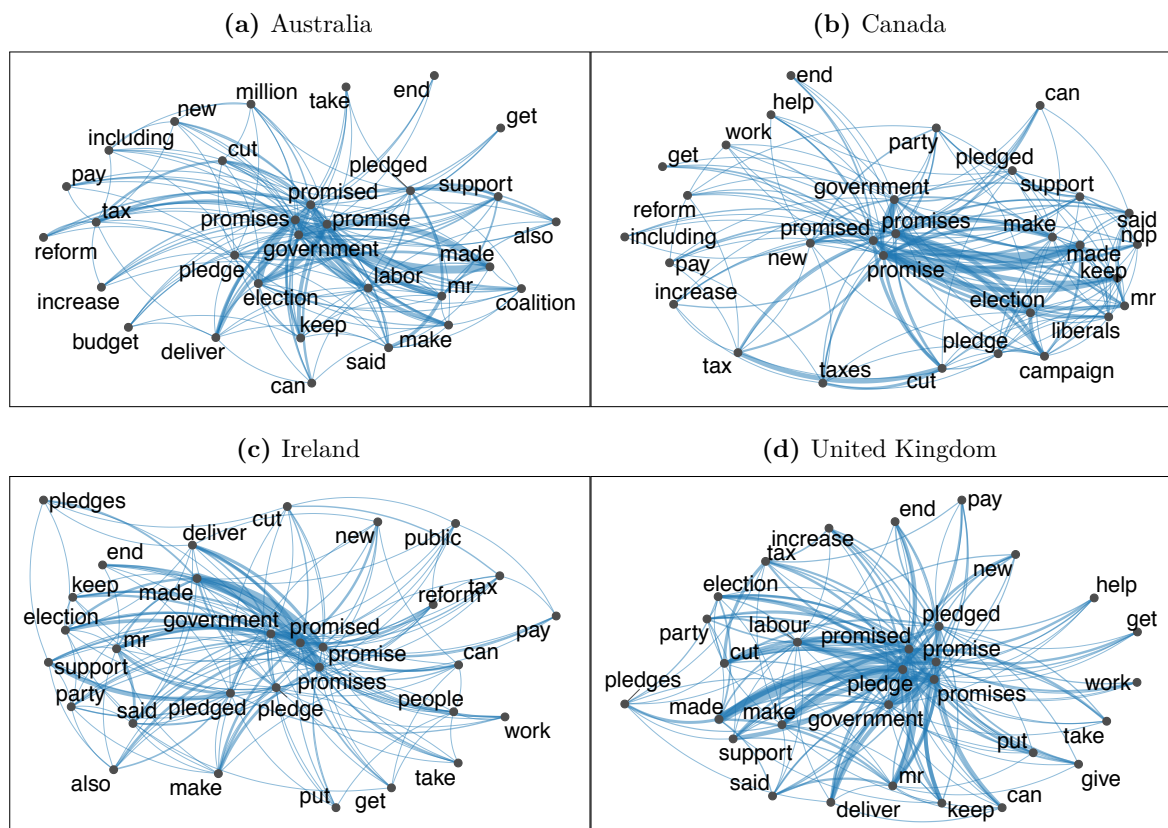 (a) Australia
(b) Canada
million
take
end
new
get
including
cut
pledged
pay
promised
support
tax
promises
promise
also
reform
government
made
pledge
labor
mr
increase
election
coalition
budget
keep
make
deliver
said
can
end
help
can
work
party
get
pledged
government
support
reform
promises
said
promised
make
ndp
including
new
made
pay
promise
keep
increase
election
mr
liberals
pledge
tax
taxes
cut
campaign
(c) Ireland
(d) United Kingdom
pledges
cut
deliver
new
public
end
made
tax
keep
reform
election
government
promised
pay
mr
promise
support
can
party
promises
said
pledged
pledge
people
work
also
make
put
get
take
end
pay
increase
tax
new
election
help
pledged
party
labour
promised
get
cut
promise
pledges
pledge
work
made
promises
make
government
take
support
put
said
mr
give
deliver
keep
can